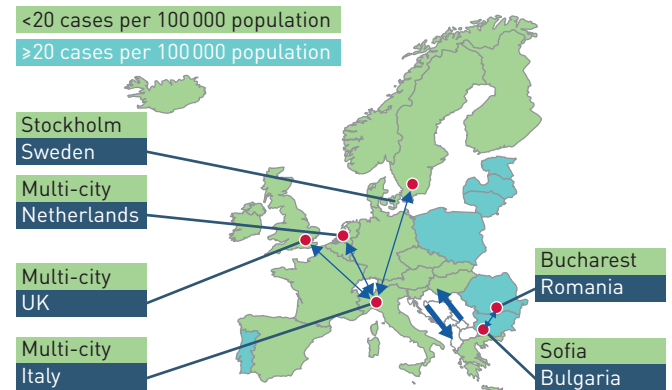 <20 cases per 100 000 population
≥20 cases per 100 000 population
Stockholm
Sweden
Multi-city
Netherlands
Multi-city
UK
Multi-city
Italy
Bucharest
Romania
Sofia
Bulgaria